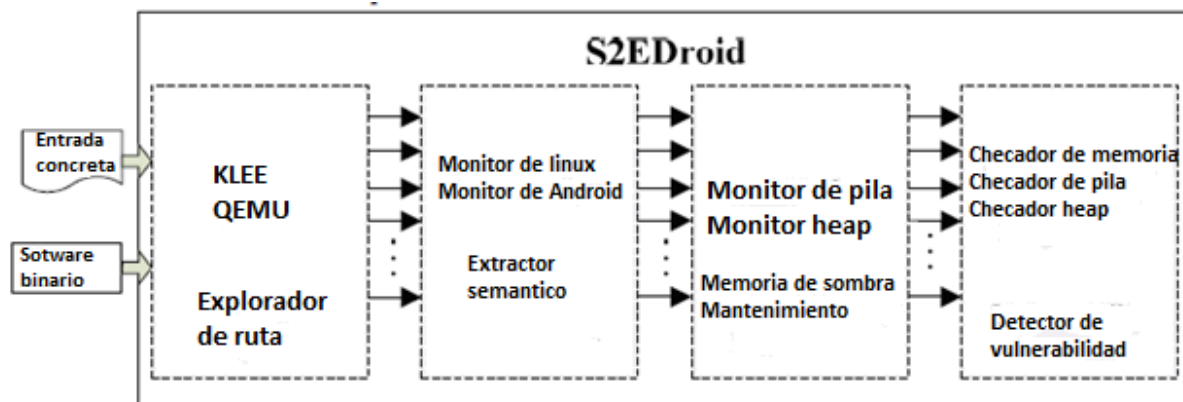 S2EDroid
Entrada
concreta
Sotware
binario
KLEE
QEMU
Explorador
de ruta
Monitor de linux
Monitor de Android
Extractor
semantico
Monitor de pila
Monitor heap
Memoria de sombra
Mantenimiento
Checador de memoria
Checador de pila
Checador heap
Detector de
vulnerabilidad